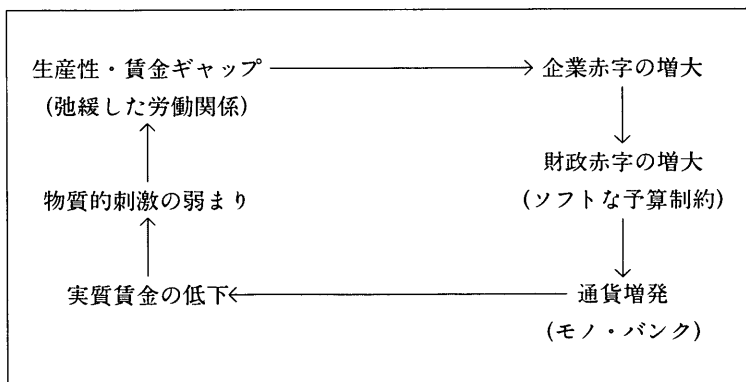 生産性・賃金ギャップ
(弛緩した労働関係)
企業赤字の増大
財政赤字の増大
(ソフトな予算制約)
通貨増発
(モノ・バンク)
実質賃金の低下
物質的刺激の弱まり